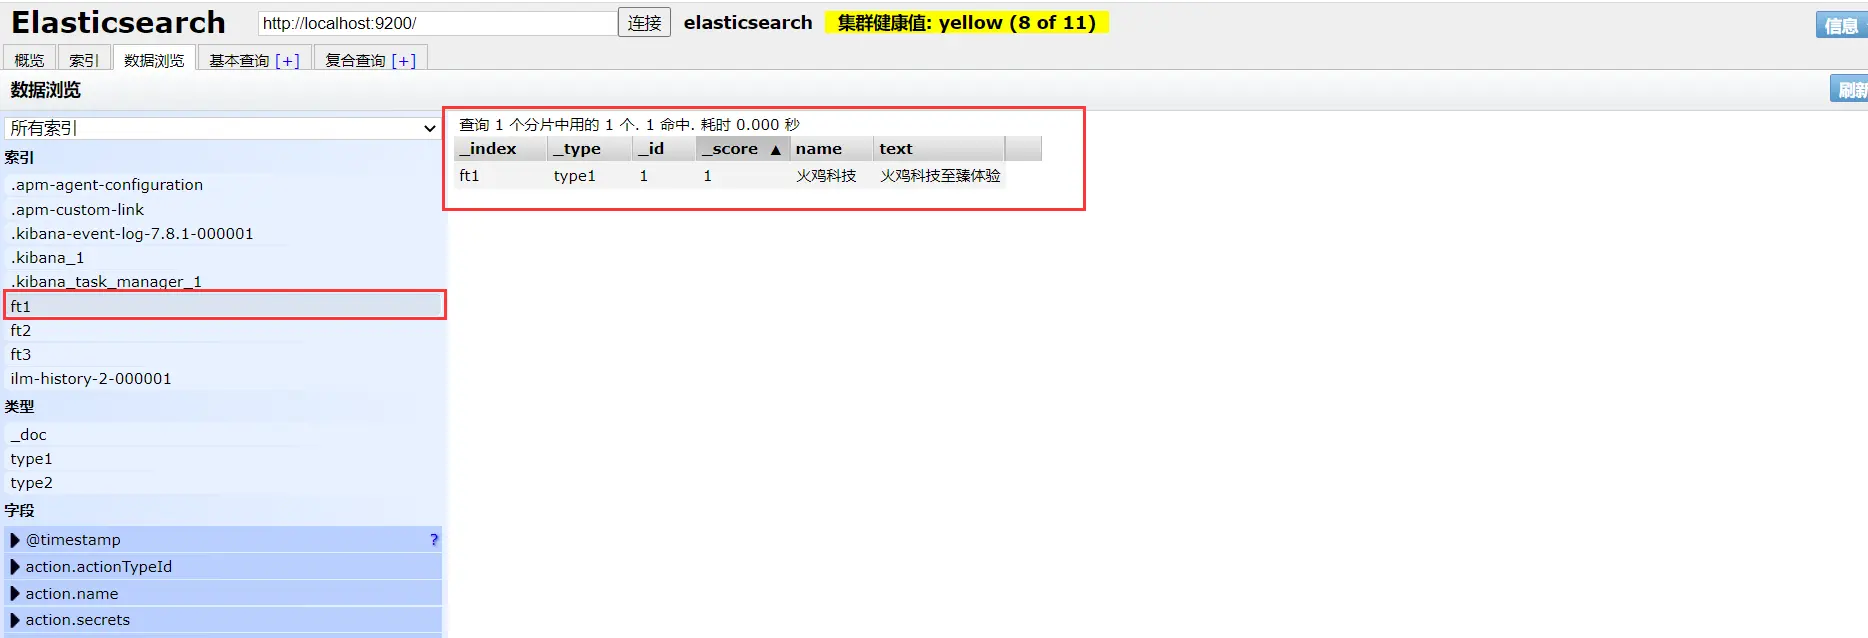 Elasticsearch http://localhost:9200/ 连接 elasticsearch 集群健康值: yellow (8 of 11) 信息
概览 索引 数据浏览 基本查询 [+] 复合查询 [+]
数据浏览 刷新
所有索引
索引
.apm-agent-configuration
.apm-custom-link
.kibana-event-log-7.8.1-000001
.kibana_1
.kibana_task_manager_1
ft1
ft2
ft3
ilm-history-2-000001
类型
_doc
type1
type2
字段
@timestamp ?
action.actionTypeId
action.name
action.secrets
查询 1 个分片中用的 1 个. 1 命中. 耗时 0.000 秒
_index _type _id _score ▲ name text
ft1 type1 1 1 火鸡科技 火鸡科技至臻体验